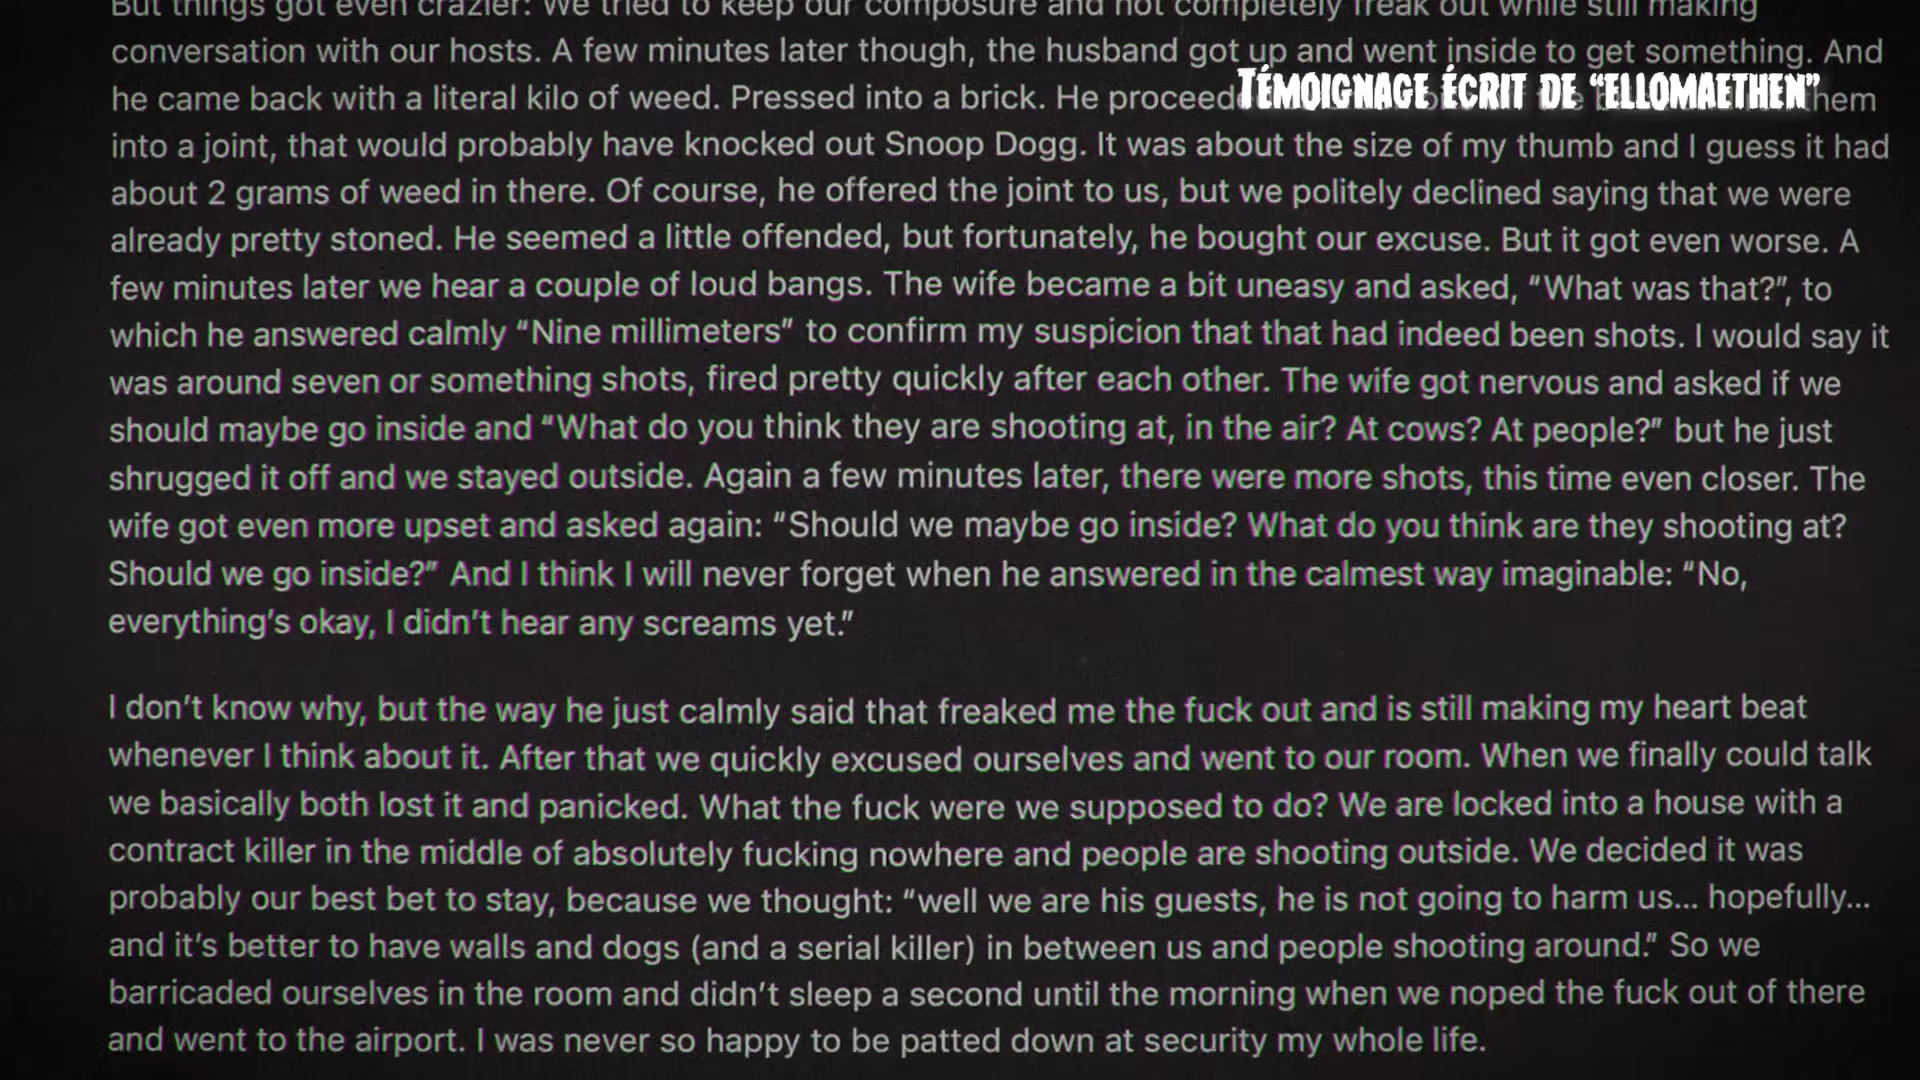 But things got even crazier: We tried to keep our composure and not completely freak out while still making
conversation with our hosts. A few minutes later though, the husband got up and went inside to get something. And
TÉMOIGNAGE ÉCRIT DE “ELLOMAETHEN”
he came back with a literal kilo of weed. Pressed into a brick. He proceed
into a joint, that would probably have knocked out Snoop Dogg. It was about the size of my thumb and I guess it had
about 2 grams of weed in there. Of course, he offered the joint to us, but we politely declined saying that we were
already pretty stoned. He seemed a little offended, but fortunately, he bought our excuse. But it got even worse. A
few minutes later we hear a couple of loud bangs. The wife became a bit uneasy and asked, “What was that?”, to
which he answered calmly “Nine millimeters” to confirm my suspicion that that had indeed been shots. I would say it
was around seven or something shots, fired pretty quickly after each other. The wife got nervous and asked if we
should maybe go inside and “What do you think they are shooting at, in the air? At cows? At people?” but he just
shrugged it off and we stayed outside. Again a few minutes later, there were more shots, this time even closer. The
wife got even more upset and asked again: “Should we maybe go inside? What do you think are they shooting at?
Should we go inside?” And I think I will never forget when he answered in the calmest way imaginable: “No,
everything’s okay, I didn’t hear any screams yet.”
I don’t know why, but the way he just calmly said that freaked me the fuck out and is still making my heart beat
whenever I think about it. After that we quickly excused ourselves and went to our room. When we finally could talk
we basically both lost it and panicked. What the fuck were we supposed to do? We are locked into a house with a
contract killer in the middle of absolutely fucking nowhere and people are shooting outside. We decided it was
probably our best bet to stay, because we thought: “well we are his guests, he is not going to harm us... hopefully...
and it’s better to have walls and dogs (and a serial killer) in between us and people shooting around.” So we
barricaded ourselves in the room and didn’t sleep a second until the morning when we noped the fuck out of there
and went to the airport. I was never so happy to be patted down at security my whole life.